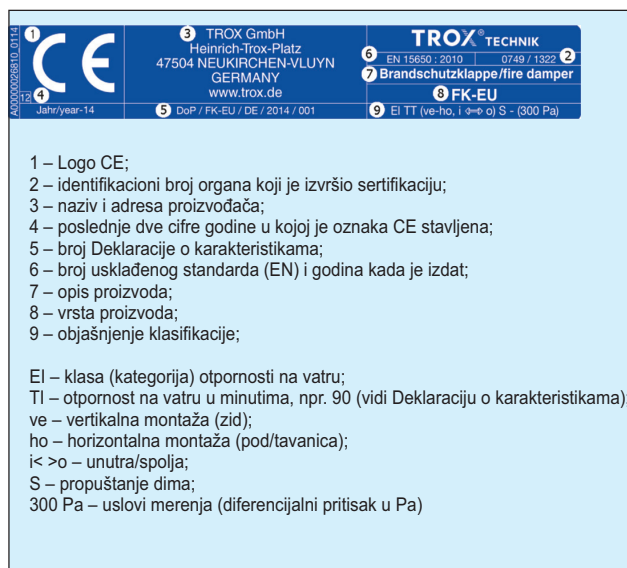 A00000026810_0114
1
CE
12
4
Jahr/year-14
3 TROX GmbH
Heinrich-Trox-Platz
47504 NEUKIRCHEN-VLUYN
GERMANY
www.trox.de
5 DoP / FK-EU / DE / 2014 / 001
TROX® TECHNIK
6 EN 15650 : 2010 0749 / 1322 2
7 Brandschutzklappe/fire damper
8 FK-EU
9 EI TT (ve-ho, i ⇔ o) S - (300 Pa)
1 – Logo CE;
2 – identifikacioni broj organa koji je izvršio sertifikaciju;
3 – naziv i adresa proizvođača;
4 – poslednje dve cifre godine u kojoj je oznaka CE stavljena;
5 – broj Deklaracije o karakteristikama;
6 – broj usklađenog standarda (EN) i godina kada je izdat;
7 – opis proizvoda;
8 – vrsta proizvoda;
9 – objašnjenje klasifikacije;
EI – klasa (kategorija) otpornosti na vatru;
TI – otpornost na vatru u minutima, npr. 90 (vidi Deklaraciju o karakteristikama);
ve – vertikalna montaža (zid);
ho – horizontalna montaža (pod/tavanica);
i< >o – unutra/spolja;
S – propuštanje dima;
300 Pa – uslovi merenja (diferencijalni pritisak u Pa)